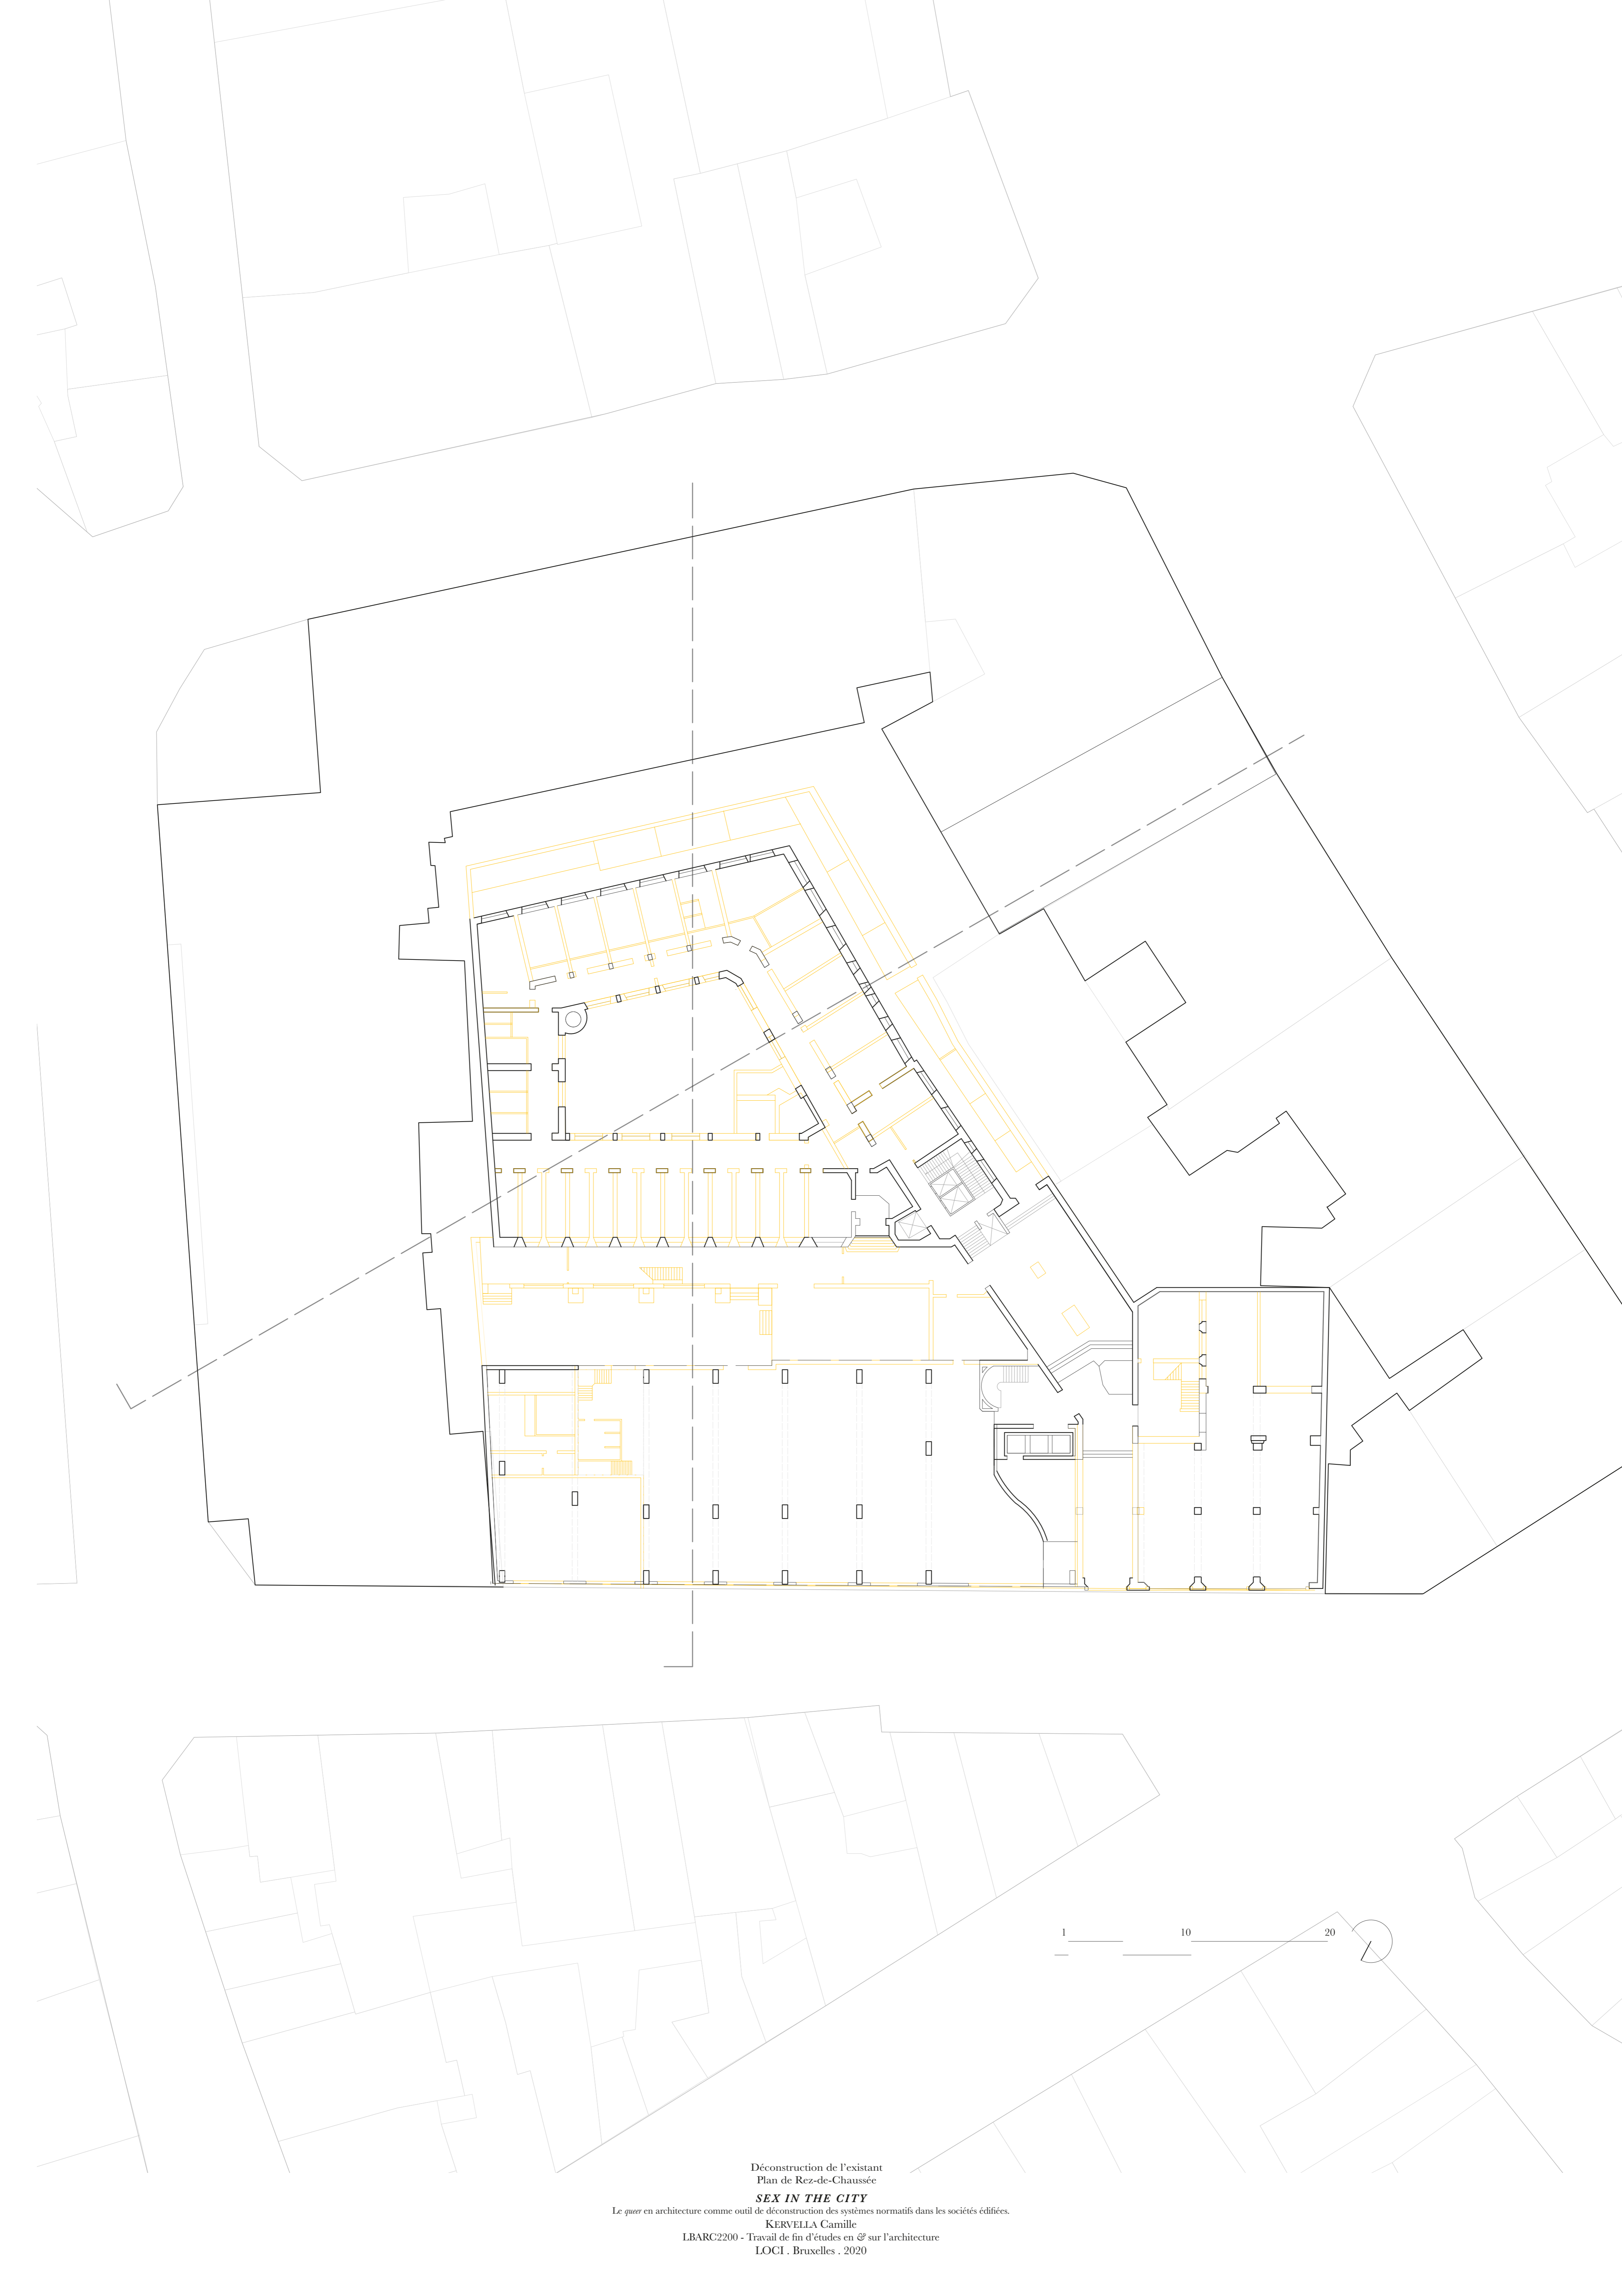 1 10 20
Déconstruction de l'existant
Plan de Rez-de-Chaussée
SEX IN THE CITY
Le queer en architecture comme outil de déconstruction des systèmes normatifs dans les sociétés édifiées.
KERVELLA Camille
LBARC2200 - Travail de fin d'études en & sur l'architecture
LOCI . Bruxelles . 2020